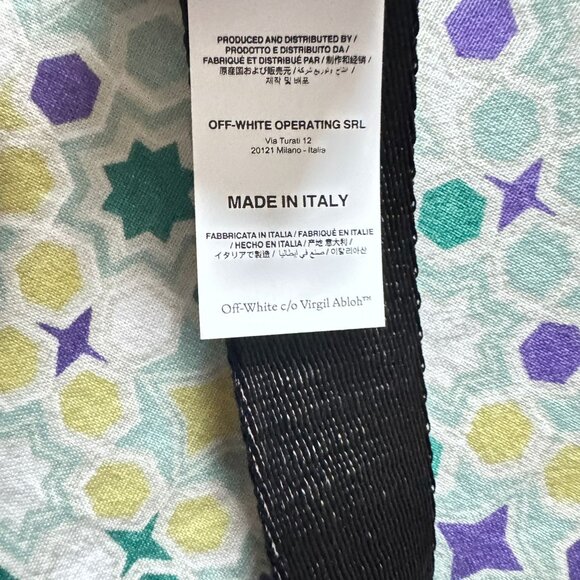 PRODUCED AND DISTRIBUTED BY /
PRODOTTO E DISTRIBUITO DA /
FABRIQUÉ ET DISTRIBUÉ PAR / 制作和经销 /
原産国および販売元 / انتاج وتوزيع شركة /
제작 및 배포
OFF-WHITE OPERATING SRL
Via Turati 12
20121 Milano - Italia
MADE IN ITALY
FABBRICATA IN ITALIA / FABRIQUÉ EN ITALIE
/ HECHO EN ITALIA / 产地 意大利 /
イタリアで製造 / صنع في إيطاليا / 이탈리아산
Off-White c/o Virgil Abloh™